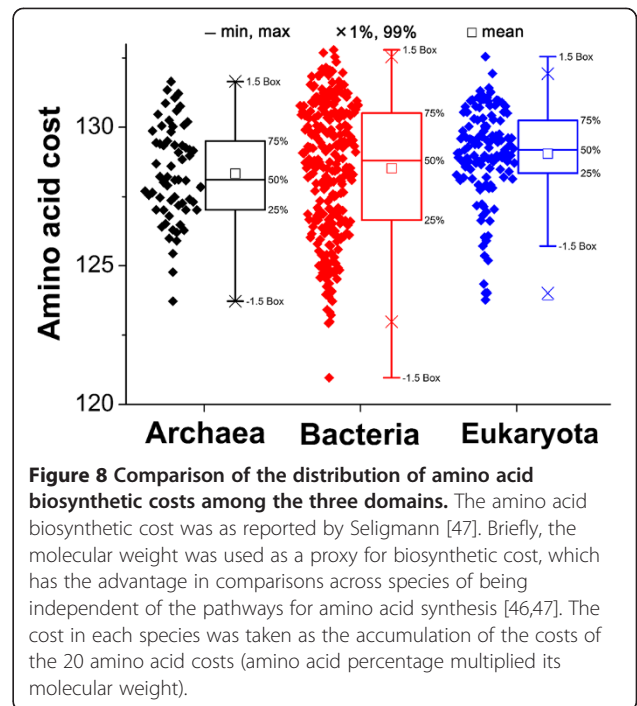 – min, max ×1%, 99% □ mean
Amino acid cost
130
125
120
1.5 Box
75%
50%
25%
-1.5 Box
1.5 Box
75%
50%
25%
-1.5 Box
1.5 Box
75%
50%
25%
-1.5 Box
Archaea Bacteria Eukaryota
Figure 8 Comparison of the distribution of amino acid
biosynthetic costs among the three domains. The amino acid
biosynthetic cost was as reported by Seligmann [47]. Briefly, the
molecular weight was used as a proxy for biosynthetic cost, which
has the advantage in comparisons across species of being
independent of the pathways for amino acid synthesis [46,47]. The
cost in each species was taken as the accumulation of the costs of
the 20 amino acid costs (amino acid percentage multiplied its
molecular weight).